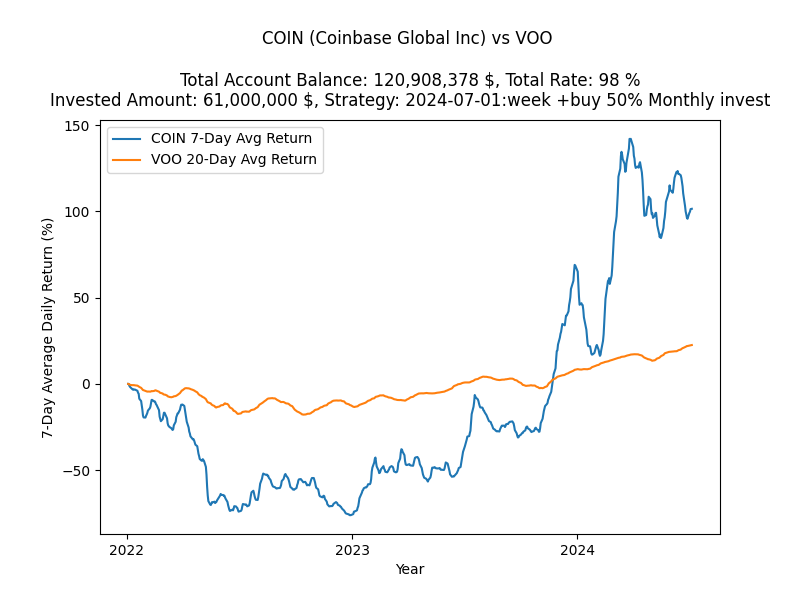 COIN (Coinbase Global Inc) vs VOO
Total Account Balance: 120,908,378 $, Total Rate: 98 %
Invested Amount: 61,000,000 $, Strategy: 2024-07-01:week +buy 50% Monthly invest
COIN 7-Day Avg Return
VOO 20-Day Avg Return
7-Day Average Daily Return (%)
150
100
50
0
−50
2022
2023
2024
Year